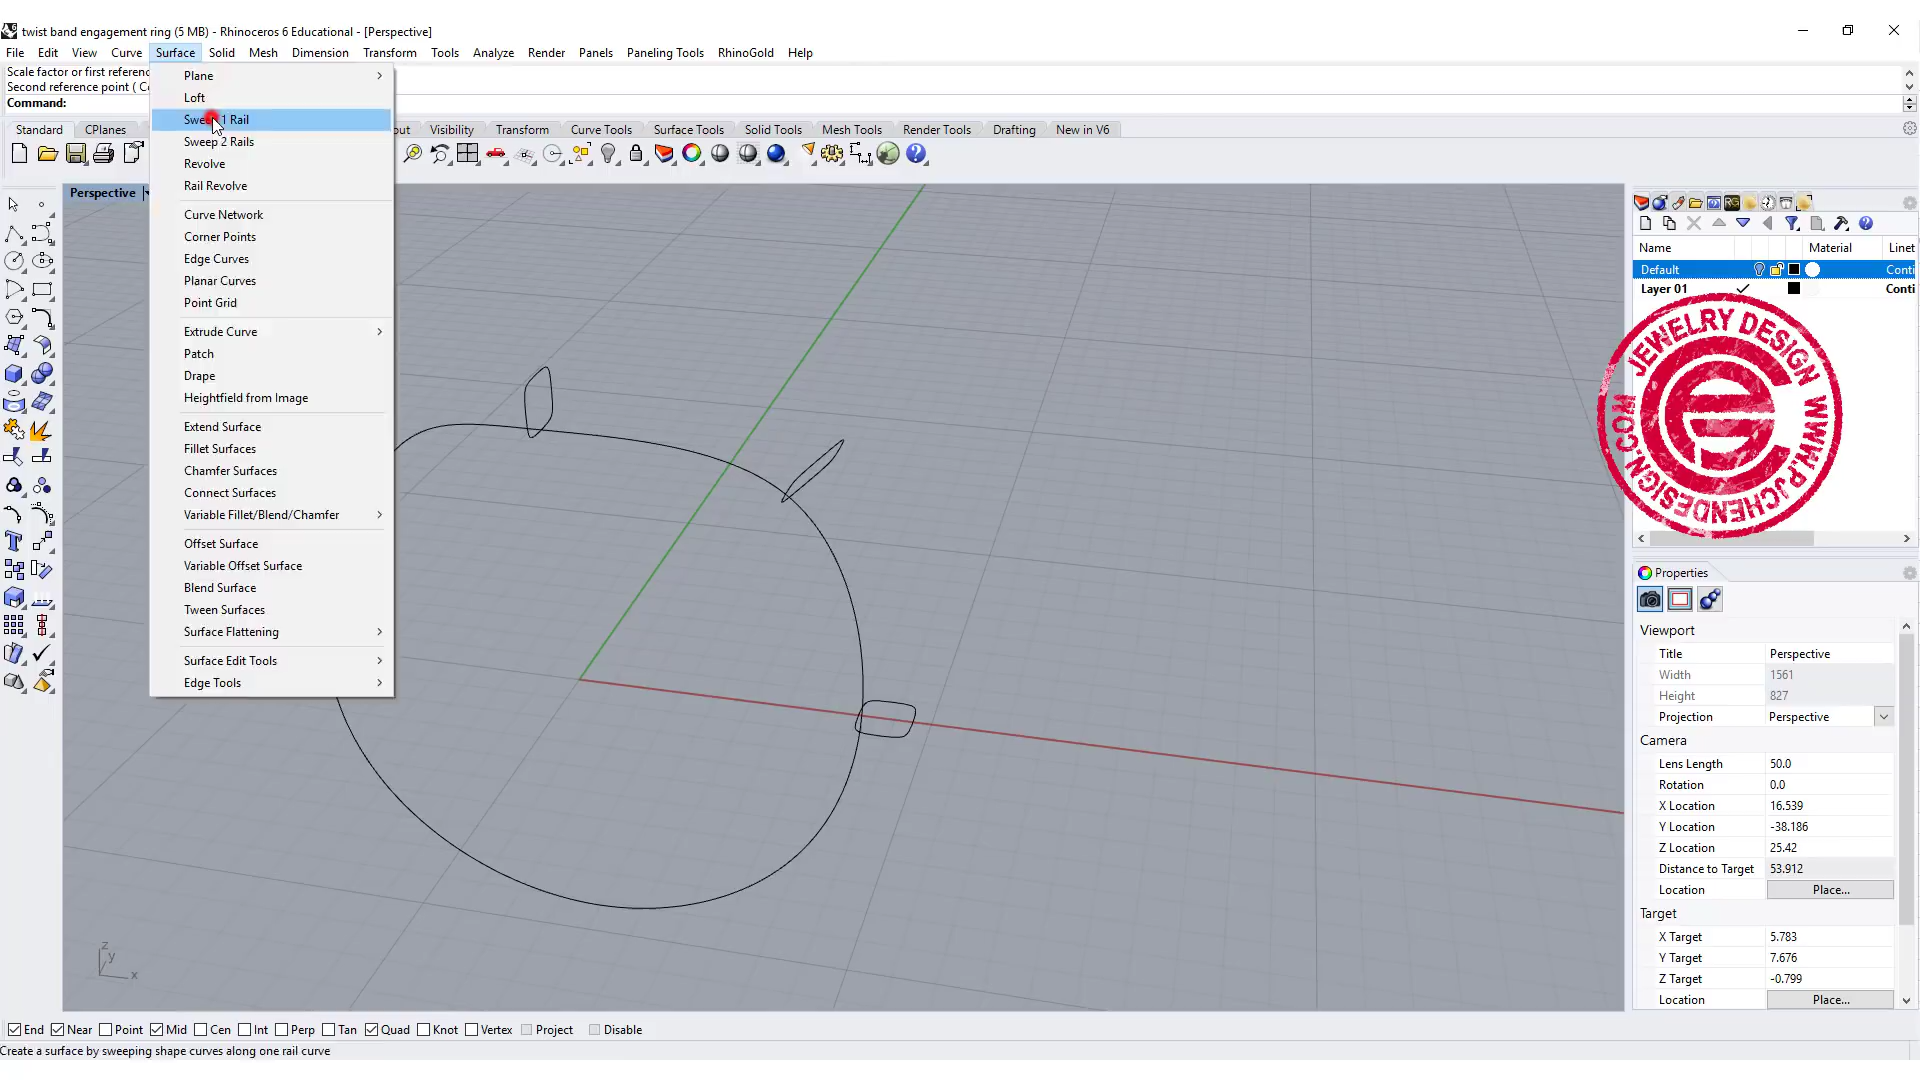 twist band engagement ring (5 MB) - Rhinoceros 6 Educational - [Perspective]
File Edit View Curve Surface Solid Mesh Dimension Transform Tools Analyze Render Panels Paneling Tools RhinoGold Help
Scale factor or first referenc
Second reference point ( Co
Command:
Standard CPlanes out Visibility Transform Curve Tools Surface Tools Solid Tools Mesh Tools Render Tools Drafting New in V6
Plane
Loft
Sweep 1 Rail
Sweep 2 Rails
Revolve
Rail Revolve
Curve Network
Corner Points
Edge Curves
Planar Curves
Point Grid
Extrude Curve
Patch
Drape
Heightfield from Image
Extend Surface
Fillet Surfaces
Chamfer Surfaces
Connect Surfaces
Variable Fillet/Blend/Chamfer
Offset Surface
Variable Offset Surface
Blend Surface
Tween Surfaces
Surface Flattening
Surface Edit Tools
Edge Tools
Perspective
z
y
x
Name Material Linet
Default Conti
Layer 01 Conti
JEWELRY DESIGN WWW.PJCHENDESIGN.COM
Properties
Viewport
Title Perspective
Width 1561
Height 827
Projection Perspective
Camera
Lens Length 50.0
Rotation 0.0
X Location 16.539
Y Location -38.186
Z Location 25.42
Distance to Target 53.912
Location Place...
Target
X Target 5.783
Y Target 7.676
Z Target -0.799
Location Place...
End Near Point Mid Cen Int Perp Tan Quad Knot Vertex Project Disable
Create a surface by sweeping shape curves along one rail curve